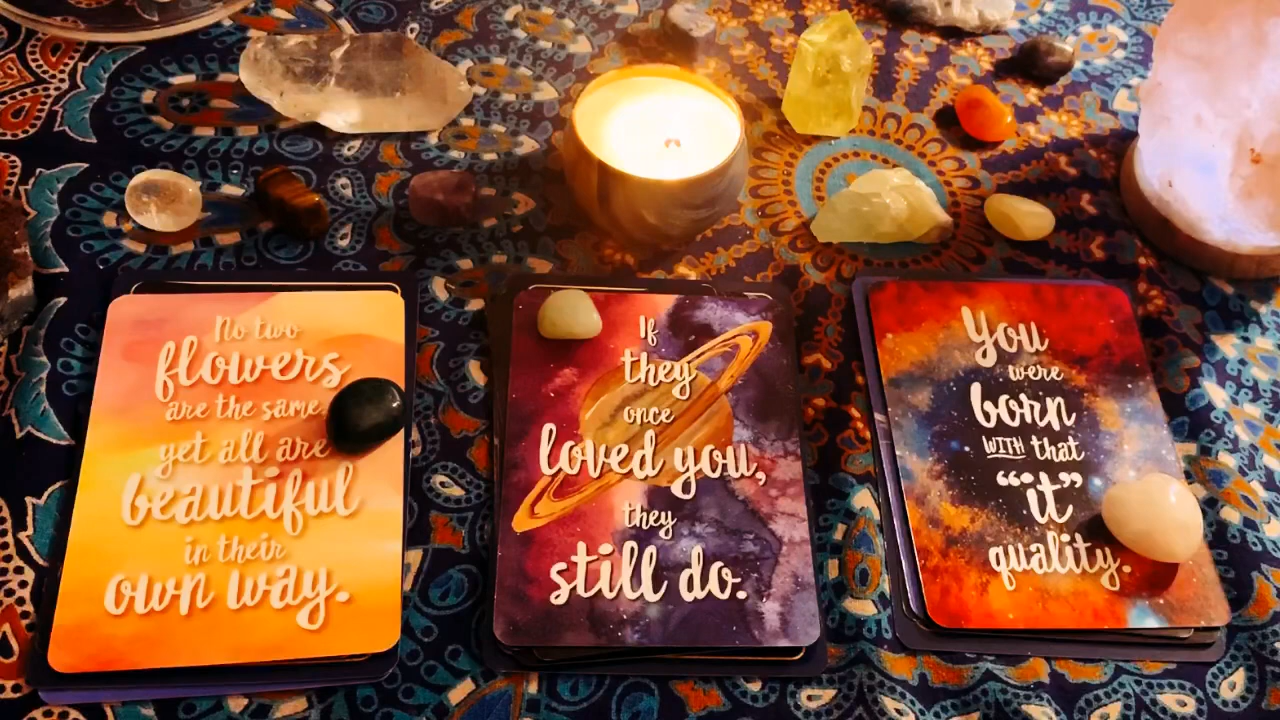 No two
flowers
are the same,
yet all are
beautiful
in their
own way.
If
they
once
loved you,
they
still do.
You
were
born
WITH that
“it”
quality.